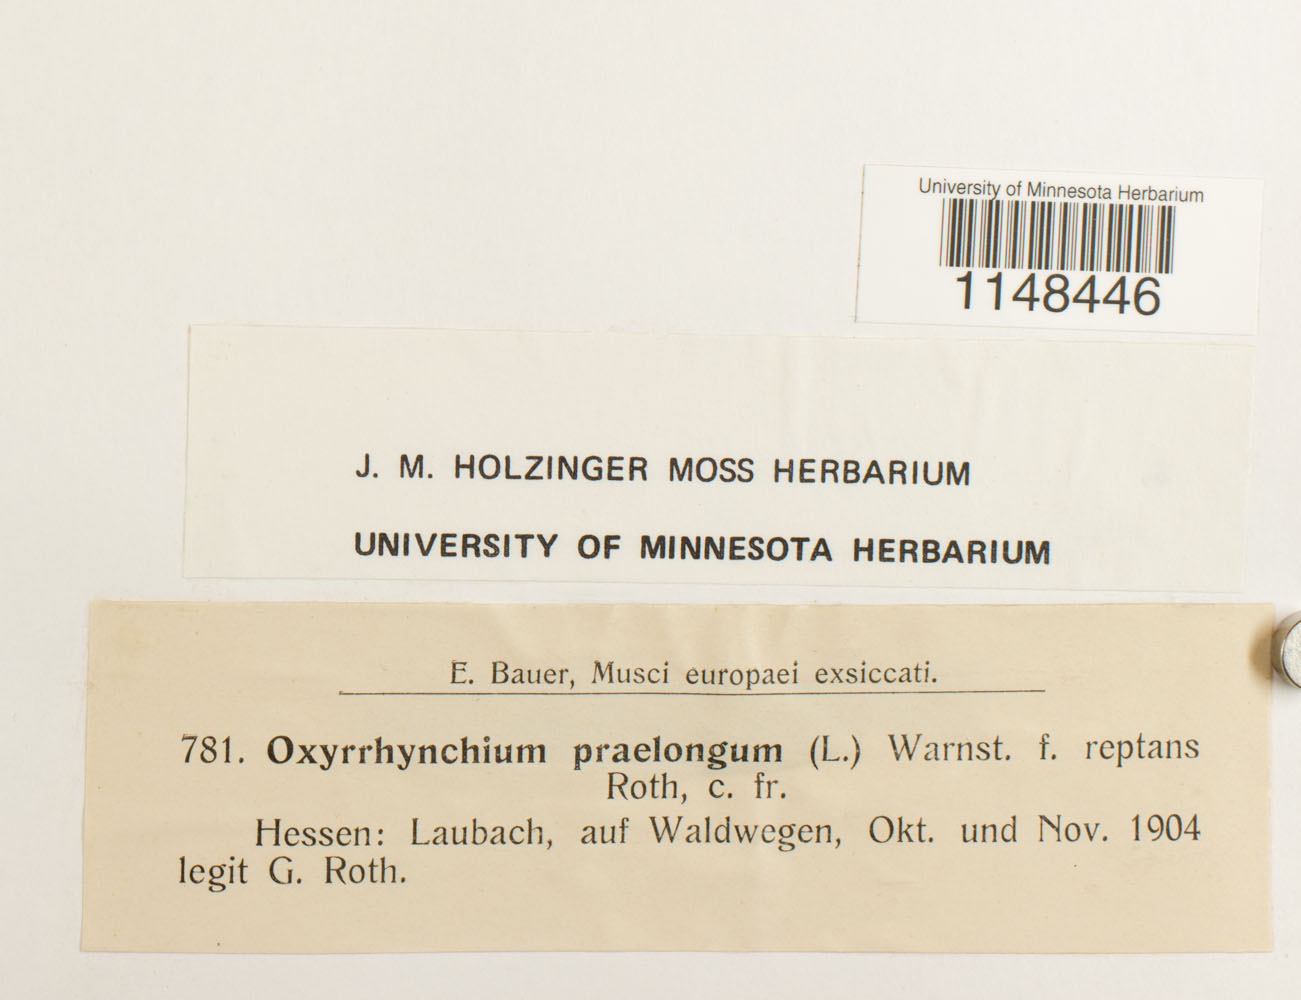 University of Minnesota Herbarium
1148446
J. M. HOLZINGER MOSS HERBARIUM
UNIVERSITY OF MINNESOTA HERBARIUM
E. Bauer, Musci europaei exsiccati.
781. Oxyrrhynchium praelongum (L.) Warnst. f. reptans
Roth, c. fr.
Hessen: Laubach, auf Waldwegen, Okt. und Nov. 1904
legit G. Roth.